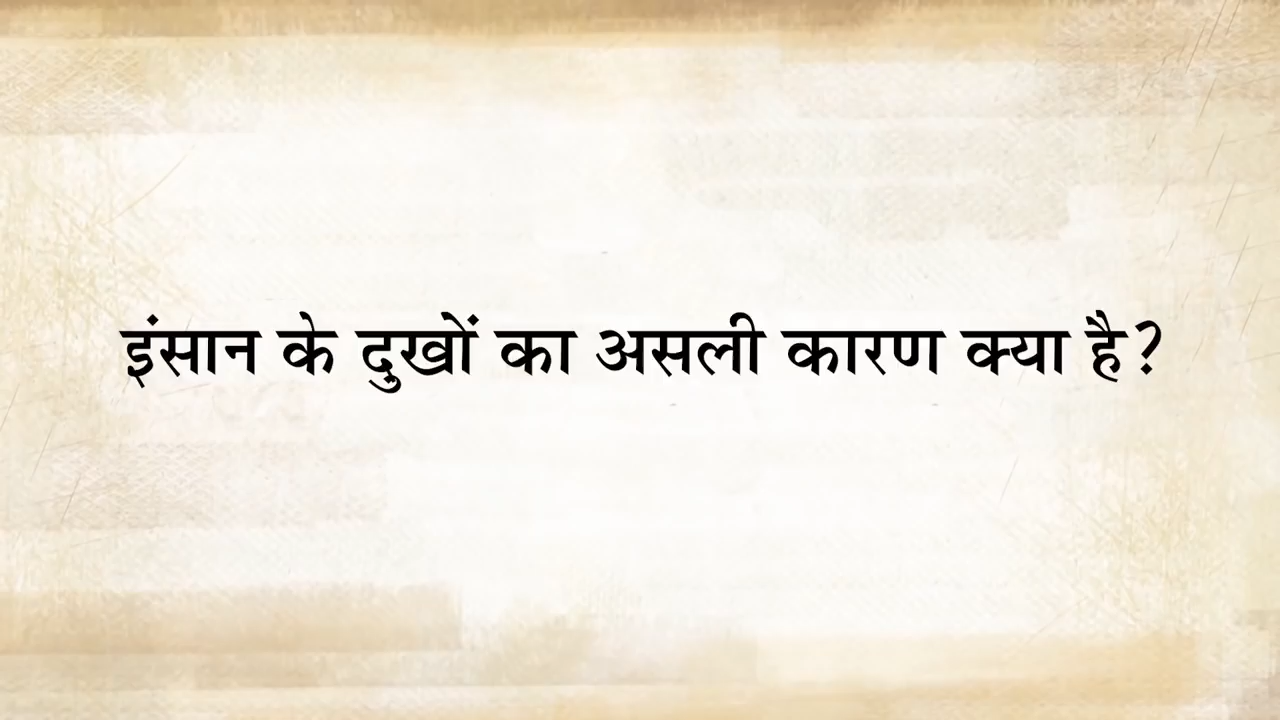 इंसान के दुखों का असली कारण क्या है?